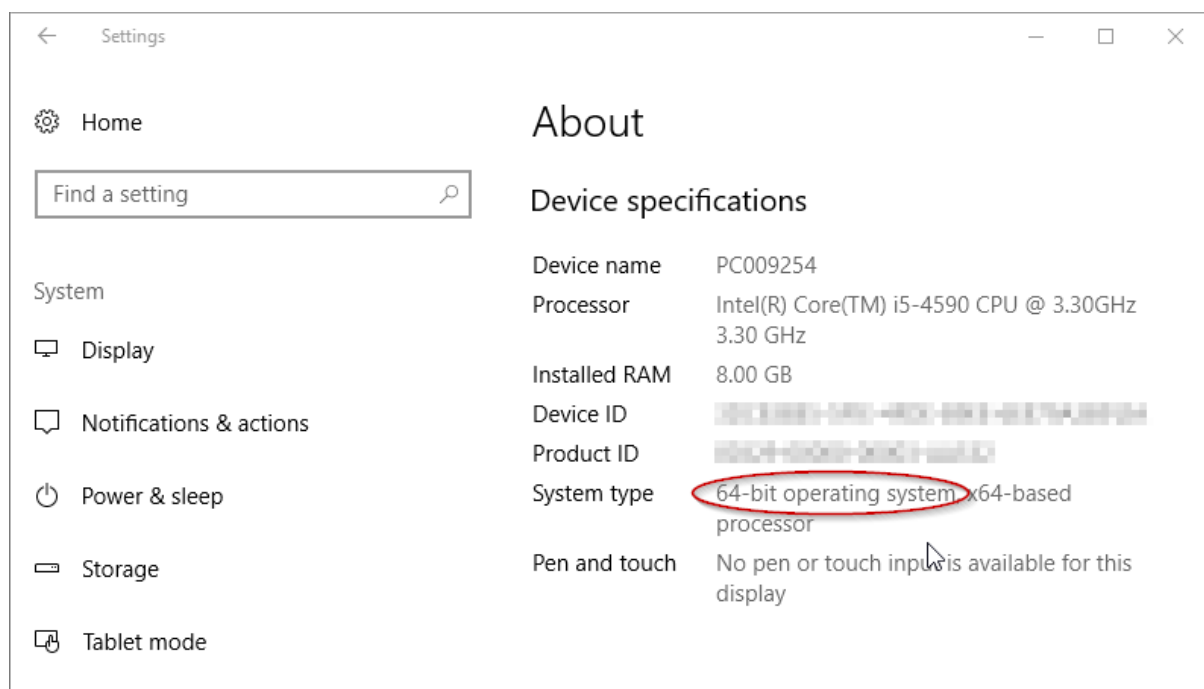 Settings
Home
Find a setting
System
Display
Notifications & actions
Power & sleep
Storage
Tablet mode
About
Device specifications
Device name PC009254
Processor Intel(R) Core(TM) i5-4590 CPU @ 3.30GHz
3.30 GHz
Installed RAM 8.00 GB
Device ID
Product ID
System type 64-bit operating system, x64-based
processor
Pen and touch No pen or touch input is available for this
display